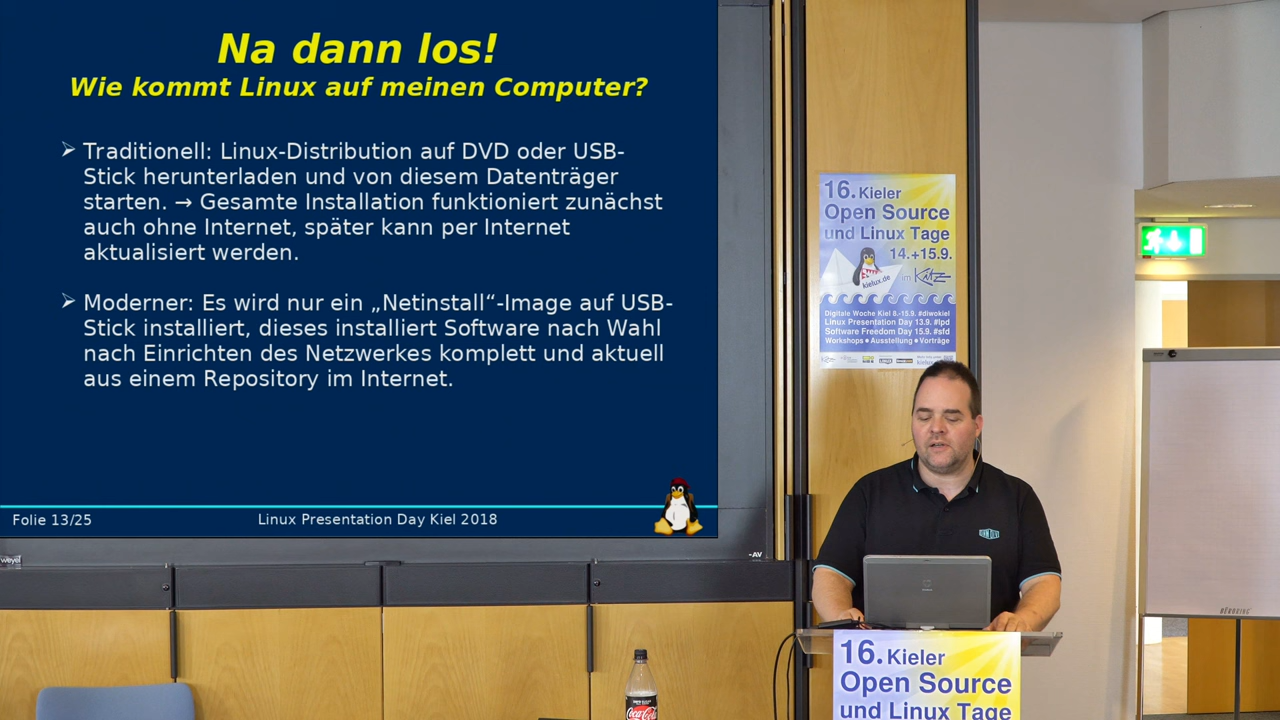 Na dann los!
Wie kommt Linux auf meinen Computer?
Traditionell: Linux-Distribution auf DVD oder USB-
Stick herunterladen und von diesem Datenträger
starten. → Gesamte Installation funktioniert zunächst
auch ohne Internet, später kann per Internet
aktualisiert werden.
Moderner: Es wird nur ein „Netinstall“-Image auf USB-
Stick installiert, dieses installiert Software nach Wahl
nach Einrichten des Netzwerkes komplett und aktuell
aus einem Repository im Internet.
Folie 13/25
Linux Presentation Day Kiel 2018
weyel
-AV
16. Kieler
Open Source
und Linux Tage
14.+15.9.
im KITZ
kielux.de
Digitale Woche Kiel 8.-15.9. #diwokiel
Linux Presentation Day 13.9. #lpd
Software Freedom Day 15.9. #sfd
Workshops • Ausstellung • Vorträge
16. Kieler
Open Source
und Linux Tage
Coca-Cola